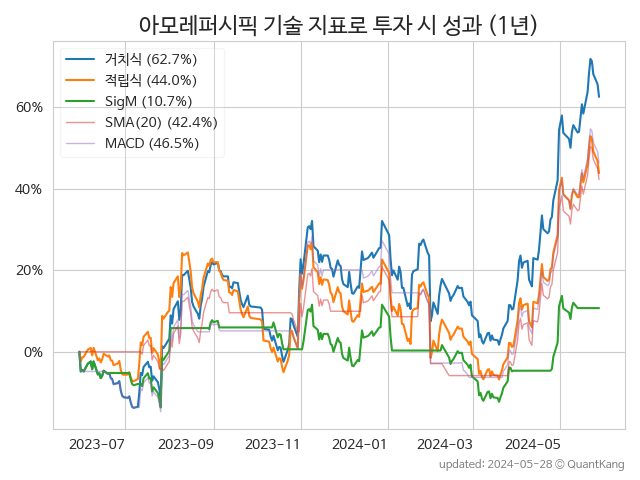 아모레퍼시픽 기술 지표로 투자 시 성과 (1년)
거치식 (62.7%)
적립식 (44.0%)
SigM (10.7%)
SMA(20) (42.4%)
MACD (46.5%)
60%
40%
20%
0%
2023-07 2023-09 2023-11 2024-01 2024-03 2024-05
updated: 2024-05-28 © QuantKang